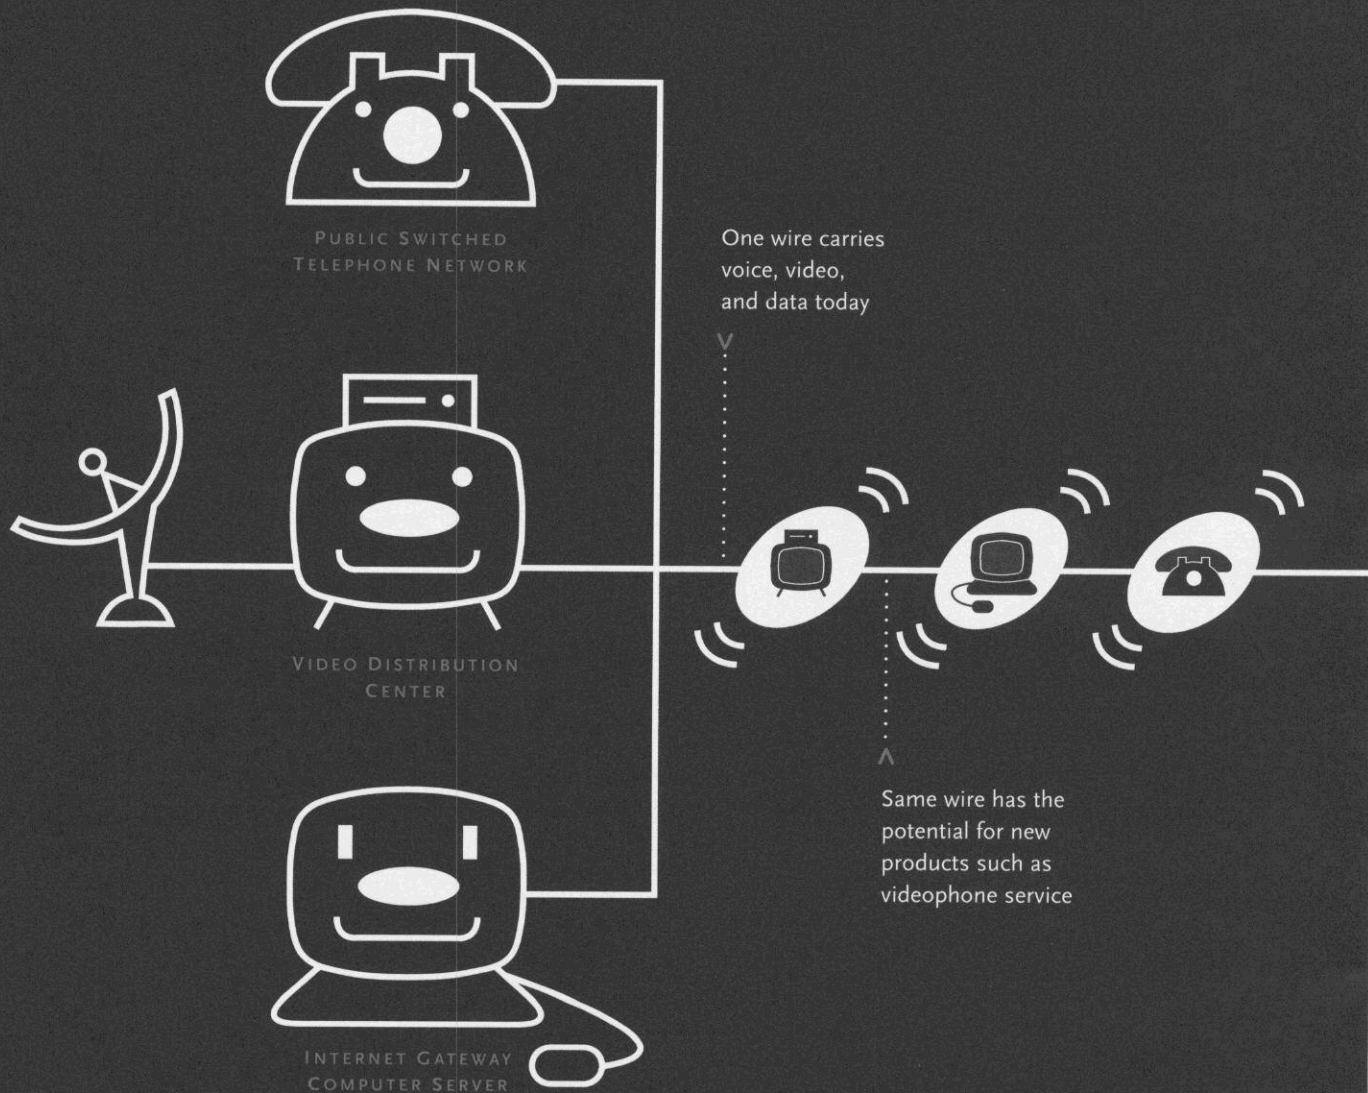 PUBLIC SWITCHED
TELEPHONE NETWORK
One wire carries
voice, video,
and data today
VIDEO DISTRIBUTION
CENTER
Same wire has the
potential for new
products such as
videophone service
INTERNET GATEWAY
COMPUTER SERVER